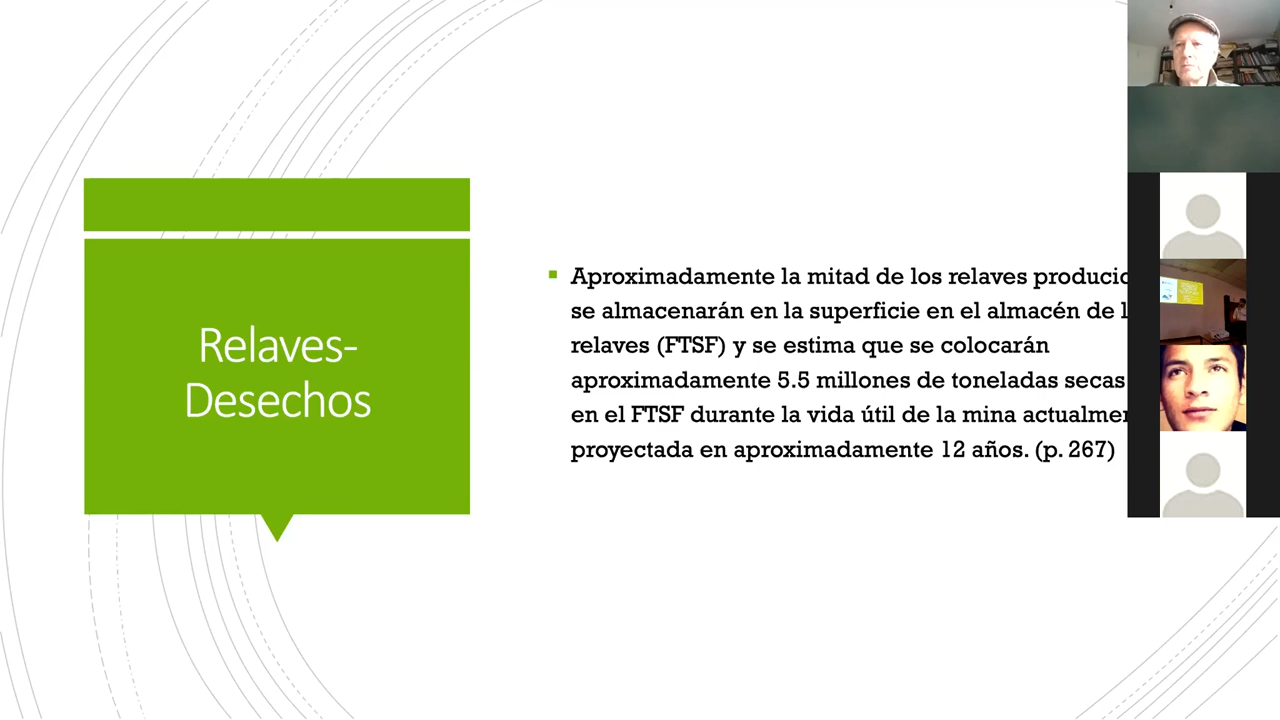 Relaves-
Desechos
Aproximadamente la mitad de los relaves
se almacenarán en la superficie en el almacén de
relaves (FTSF) y se estima que se colocarán
aproximadamente 5.5 millones de toneladas secas
en el FTSF durante la vida útil de la mina
proyectada en aproximadamente 12 años. (p. 267)